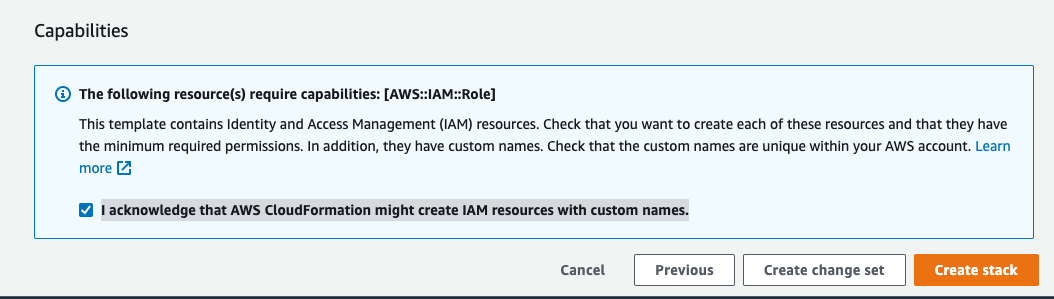 Capabilities
The following resource(s) require capabilities: [AWS::IAM::Role]
This template contains Identity and Access Management (IAM) resources. Check that you want to create each of these resources and that they have
the minimum required permissions. In addition, they have custom names. Check that the custom names are unique within your AWS account. Learn
more
I acknowledge that AWS CloudFormation might create IAM resources with custom names.
Cancel Previous Create change set Create stack